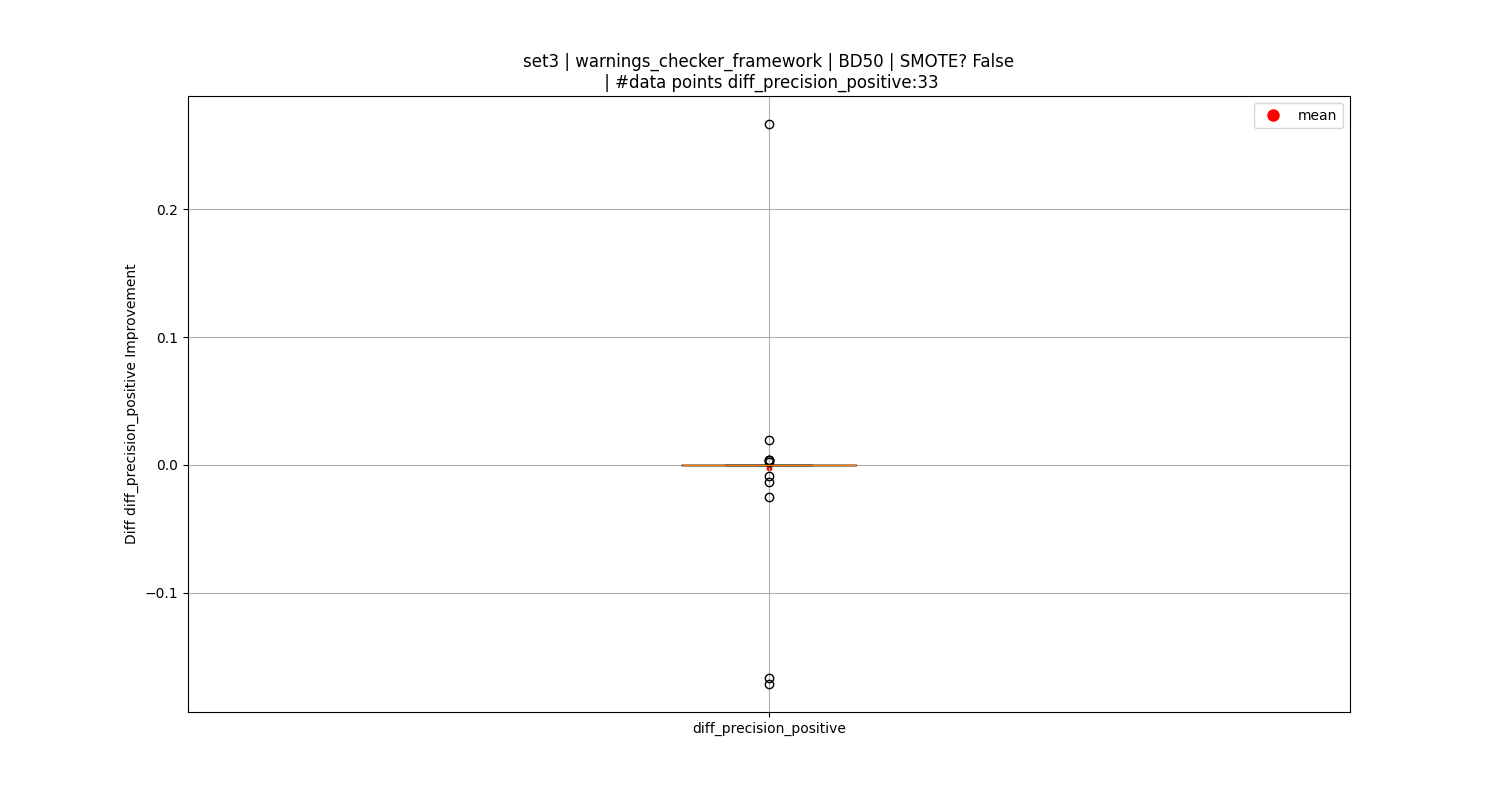 set3 | warnings_checker_framework | BD50 | SMOTE? False
| #data points diff_precision_positive:33
mean
0.2
0.1
0.0
−0.1
Diff diff_precision_positive Improvement
diff_precision_positive